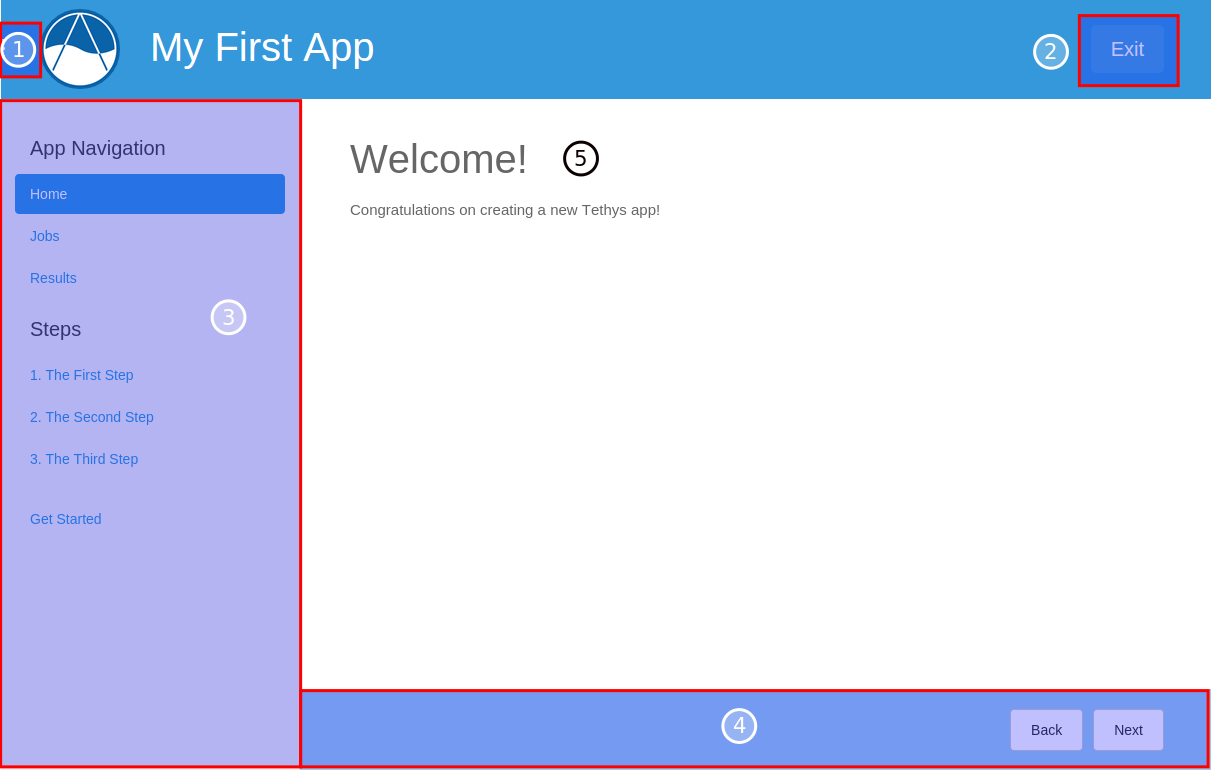 1
My First App
2
Exit
App Navigation
Home
Jobs
Results
3
Steps
1. The First Step
2. The Second Step
3. The Third Step
Get Started
Welcome!
5
Congratulations on creating a new Tethys app!
4
Back
Next